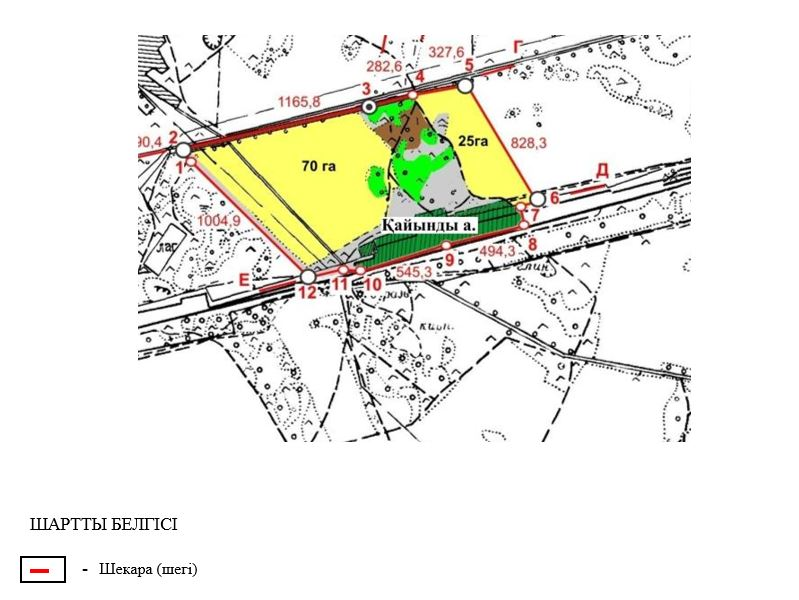 Г
327,6
5
282,6
4
3
1165,8
90,4
2
25га
828,3
1
70 га
Д
6
1004,9
7
Қайынды а.
8
лаг.
9
494,3
Е
11
10
545,3
12
ШАРТТЫ БЕЛГІСІ
- Шекара (шегі)